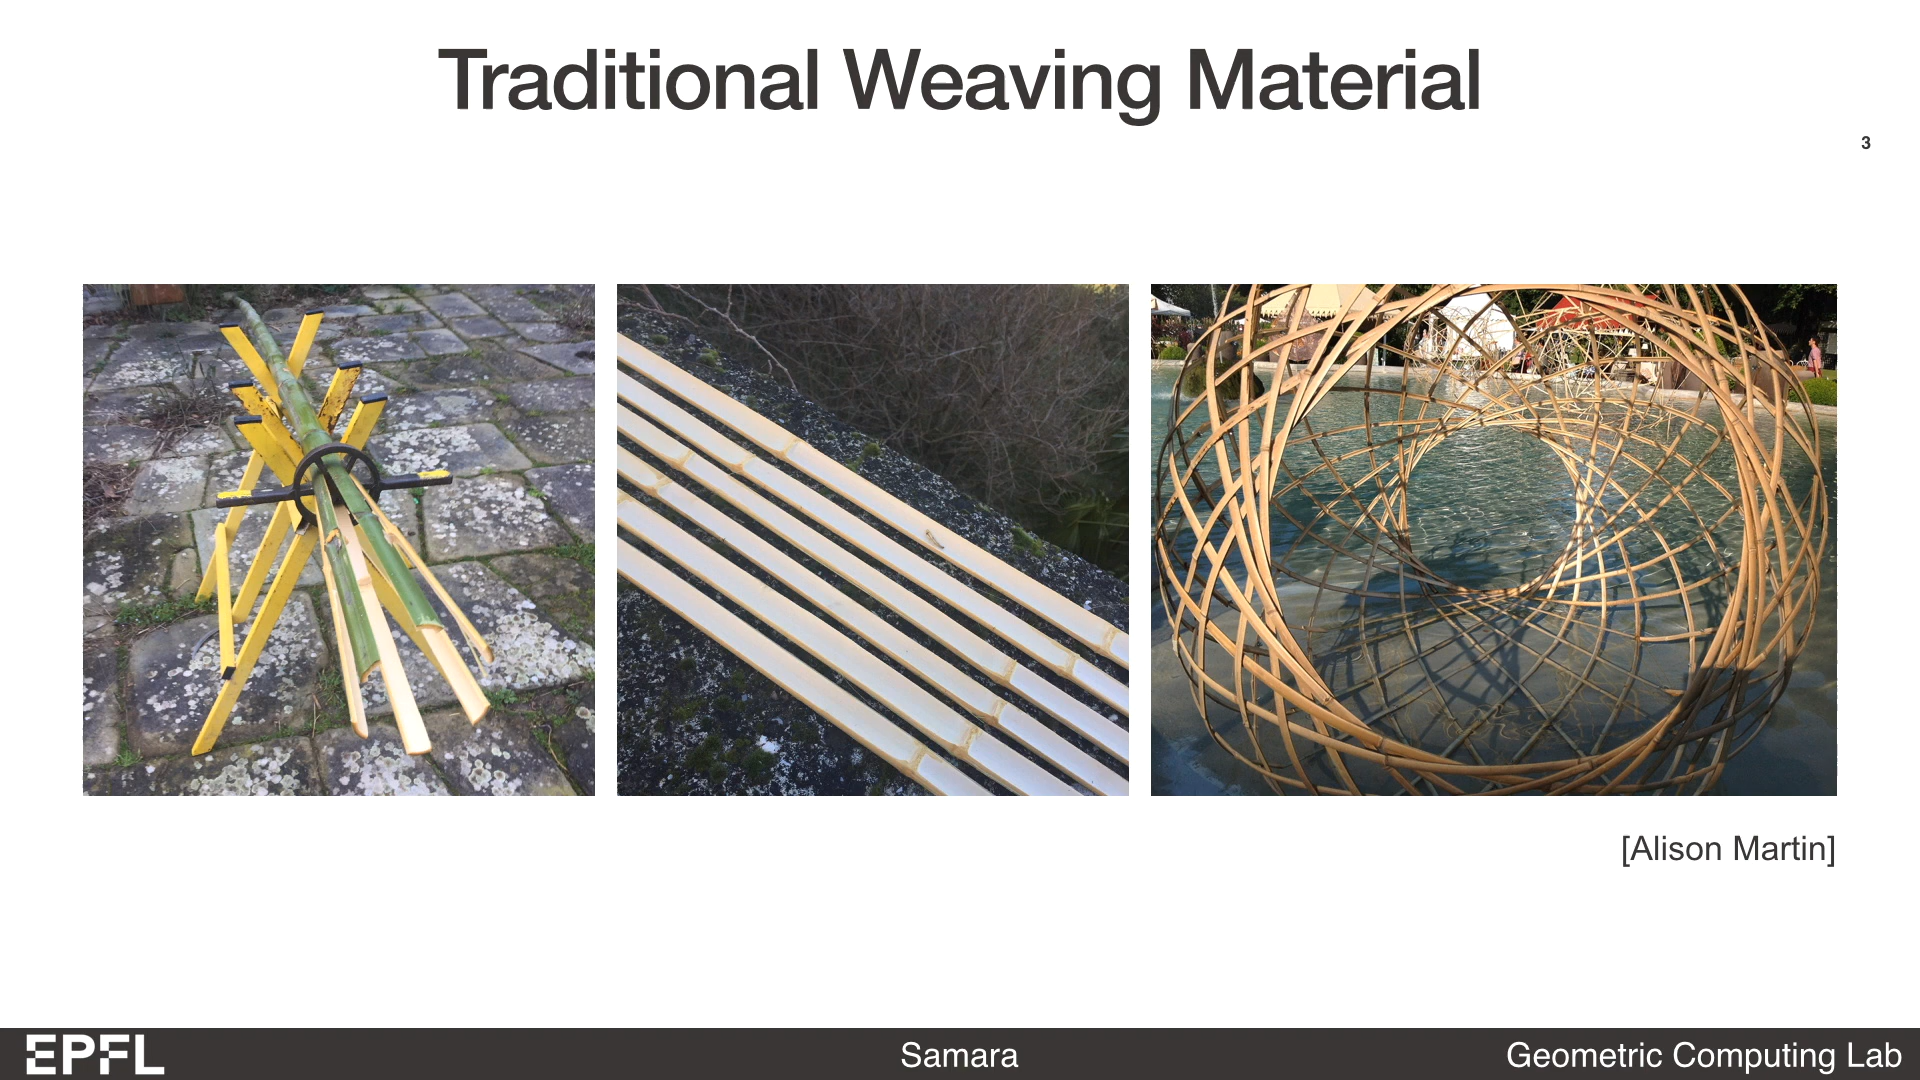 Traditional Weaving Material
3
[Alison Martin]
EPFL
Samara
Geometric Computing Lab